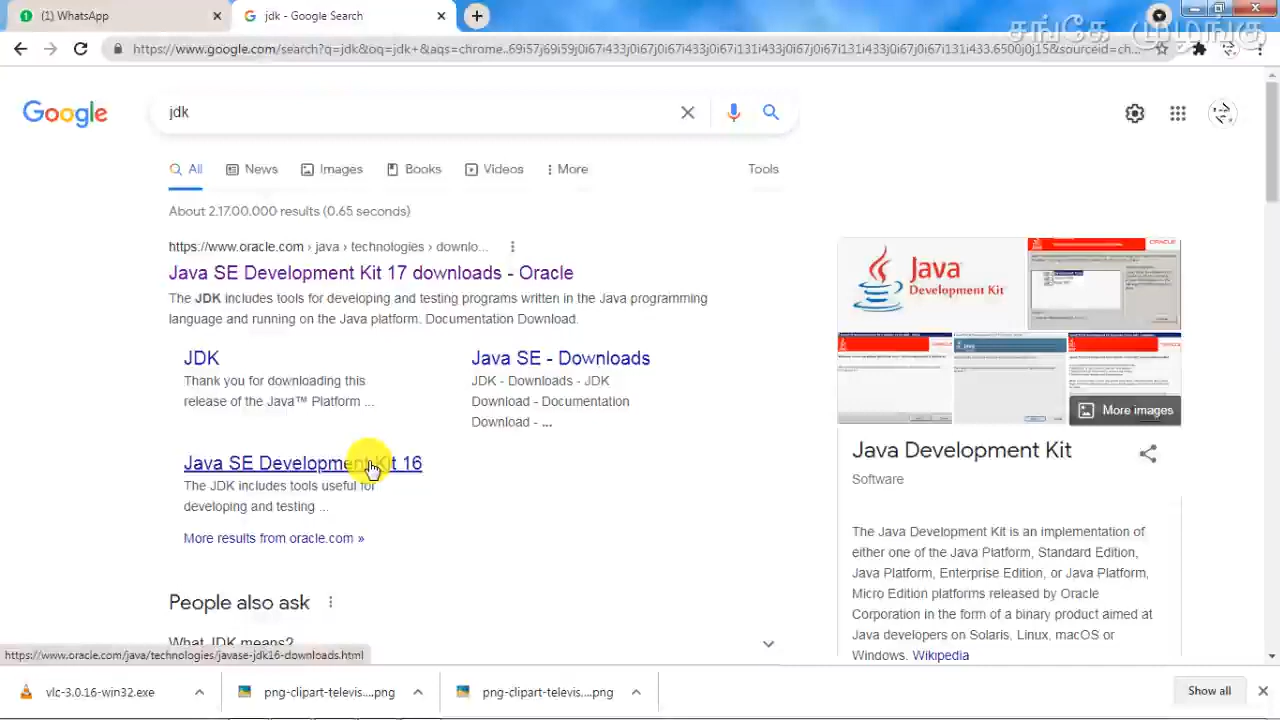 (1) WhatsApp
jdk - Google Search
சங்கே முழங்கு
https://www.google.com/search?q=jdk&oq=jdk+&aqs=chrome..69i57j69i59j0i67i433j0i67j0i67i131i433j0i67j0i67i131i433.6500j0j15&sourceid=ch...
Google
jdk
All
News
Images
Books
Videos
More
Tools
About 2,17,00,000 results (0.65 seconds)
https://www.oracle.com › java › technologies › downlo...
Java SE Development Kit 17 downloads - Oracle
The JDK includes tools for developing and testing programs written in the Java programming
language and running on the Java platform. Documentation Download.
JDK
Thank you for downloading this
release of the Java™ Platform ...
Java SE - Downloads
JDK - Downloads - JDK
Download - Documentation
Download - ...
Java SE Development Kit 16
The JDK includes tools useful for
developing and testing ...
More results from oracle.com »
People also ask
What JDK means?
Java
Development Kit
ORACLE
More images
Java Development Kit
Software
The Java Development Kit is an implementation of
either one of the Java Platform, Standard Edition,
Java Platform, Enterprise Edition, or Java Platform,
Micro Edition platforms released by Oracle
Corporation in the form of a binary product aimed at
Java developers on Solaris, Linux, macOS or
Windows. Wikipedia
https://www.oracle.com/java/technologies/javase-jdk16-downloads.html
vlc-3.0.16-win32.exe
png-clipart-televis....png
png-clipart-televis....png
Show all